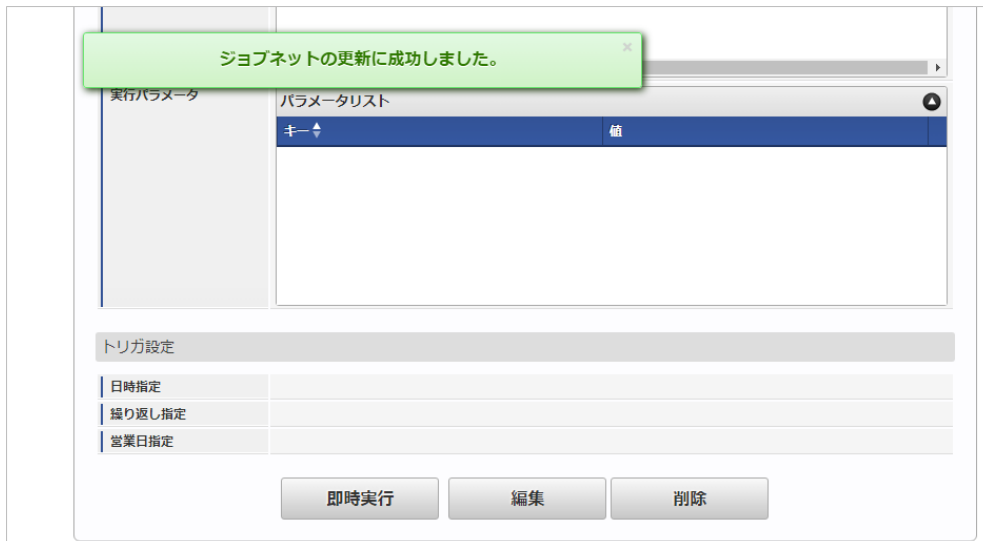 ジョブネットの更新に成功しました。
×
実行パラメータ
パラメータリスト
キー 値
トリガ設定
日時指定
繰り返し指定
営業日指定
即時実行 編集 削除